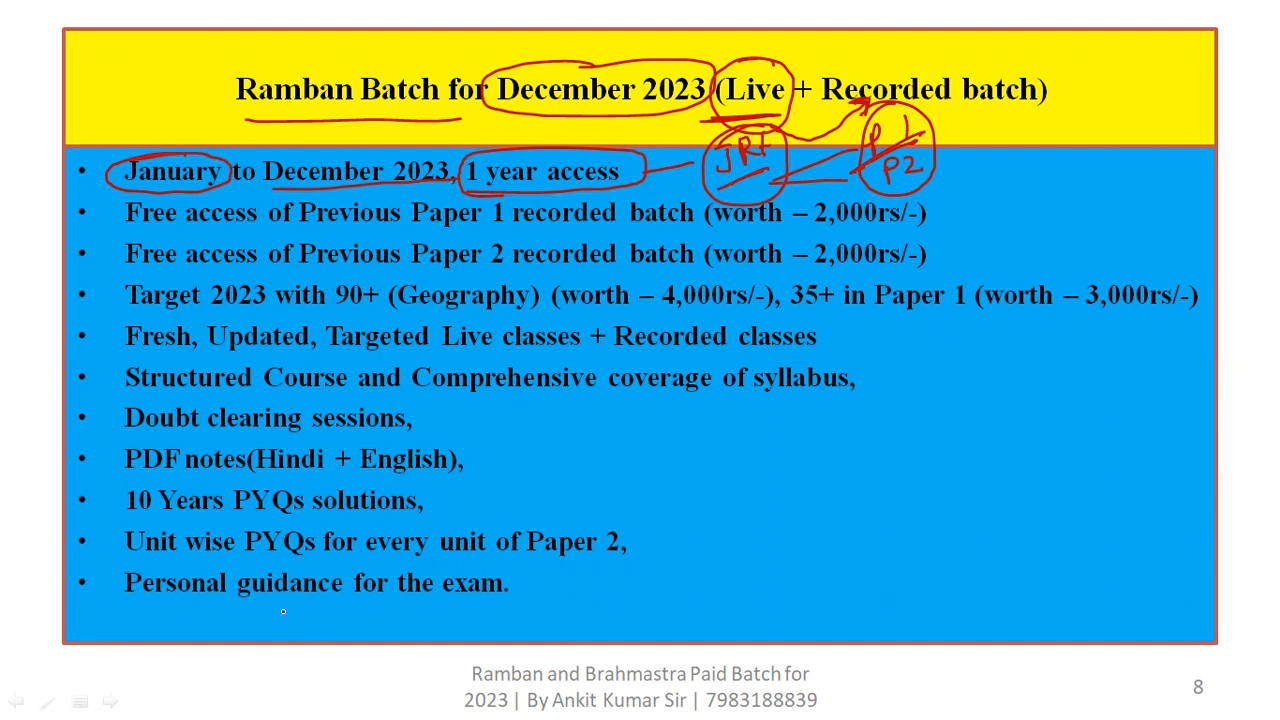 Ramban Batch for December 2023 (Live + Recorded batch)
JRF
P 1
P2
• January to December 2023, 1 year access
• Free access of Previous Paper 1 recorded batch (worth – 2,000rs/-)
• Free access of Previous Paper 2 recorded batch (worth – 2,000rs/-)
• Target 2023 with 90+ (Geography) (worth – 4,000rs/-), 35+ in Paper 1 (worth – 3,000rs/-)
• Fresh, Updated, Targeted Live classes + Recorded classes
• Structured Course and Comprehensive coverage of syllabus,
• Doubt clearing sessions,
• PDF notes(Hindi + English),
• 10 Years PYQs solutions,
• Unit wise PYQs for every unit of Paper 2,
• Personal guidance for the exam.
Ramban and Brahmastra Paid Batch for
2023 | By Ankit Kumar Sir | 7983188839
8